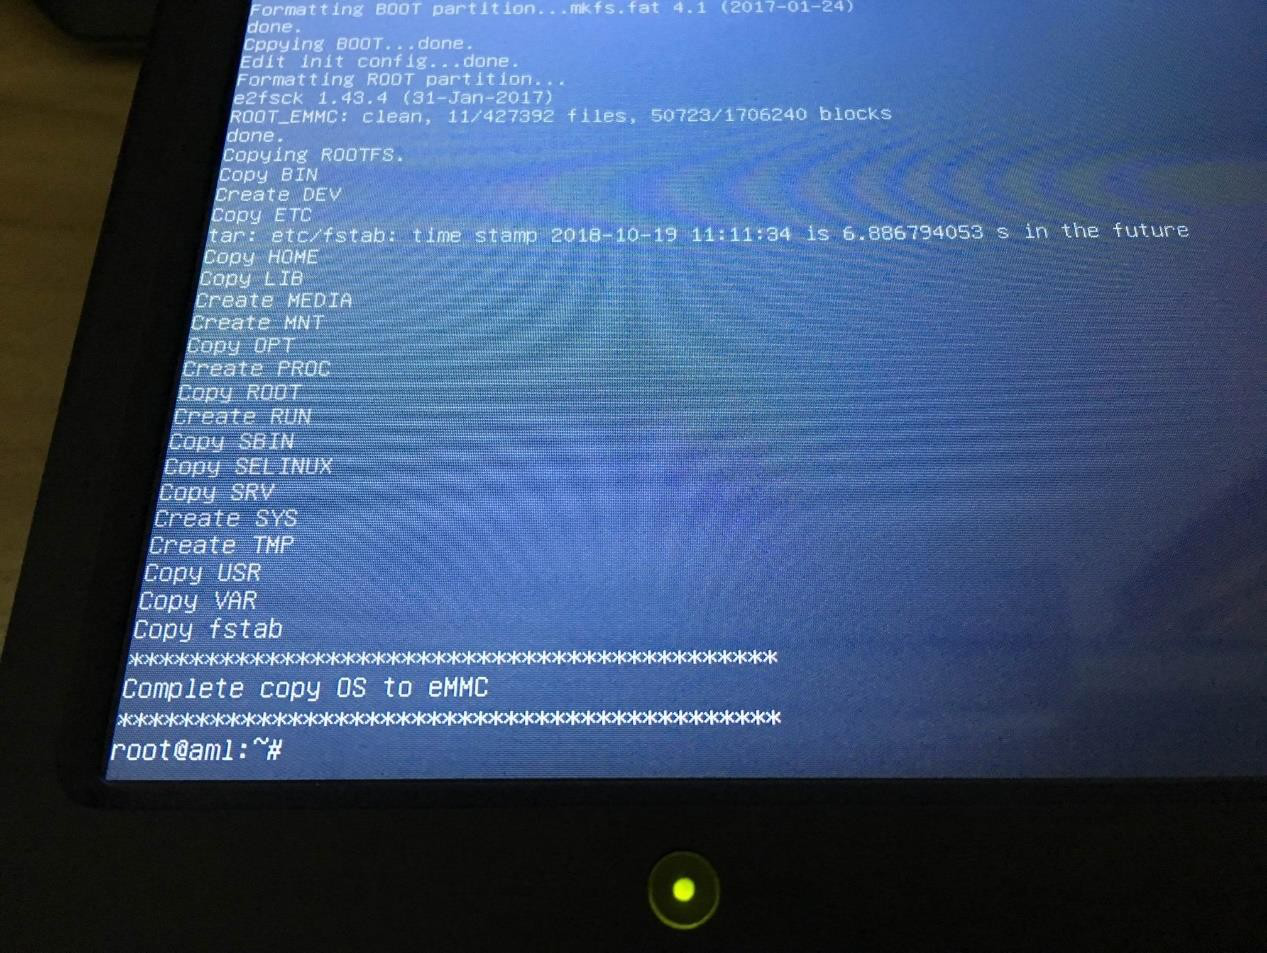 Formatting BOOT partition...mkfs.fat 4.1 (2017-01-24)
done.
Cppying BOOT...done.
Edit init config...done.
Formatting ROOT partition...
e2fsck 1.43.4 (31-Jan-2017)
ROOT_EMMC: clean, 11/427392 files, 50723/1706240 blocks
done.
Copying ROOTFS.
Copy BIN
Create DEV
Copy ETC
tar: etc/fstab: time stamp 2018-10-19 11:11:34 is 6.886794053 s in the future
Copy HOME
Copy LIB
Create MEDIA
Create MNT
Copy OPT
Create PROC
Copy ROOT
Create RUN
Copy SBIN
Copy SELINUX
Copy SRV
Create SYS
Create TMP
Copy USR
Copy VAR
Copy fstab
******************************************
Complete copy OS to eMMC
******************************************
root@aml:~#